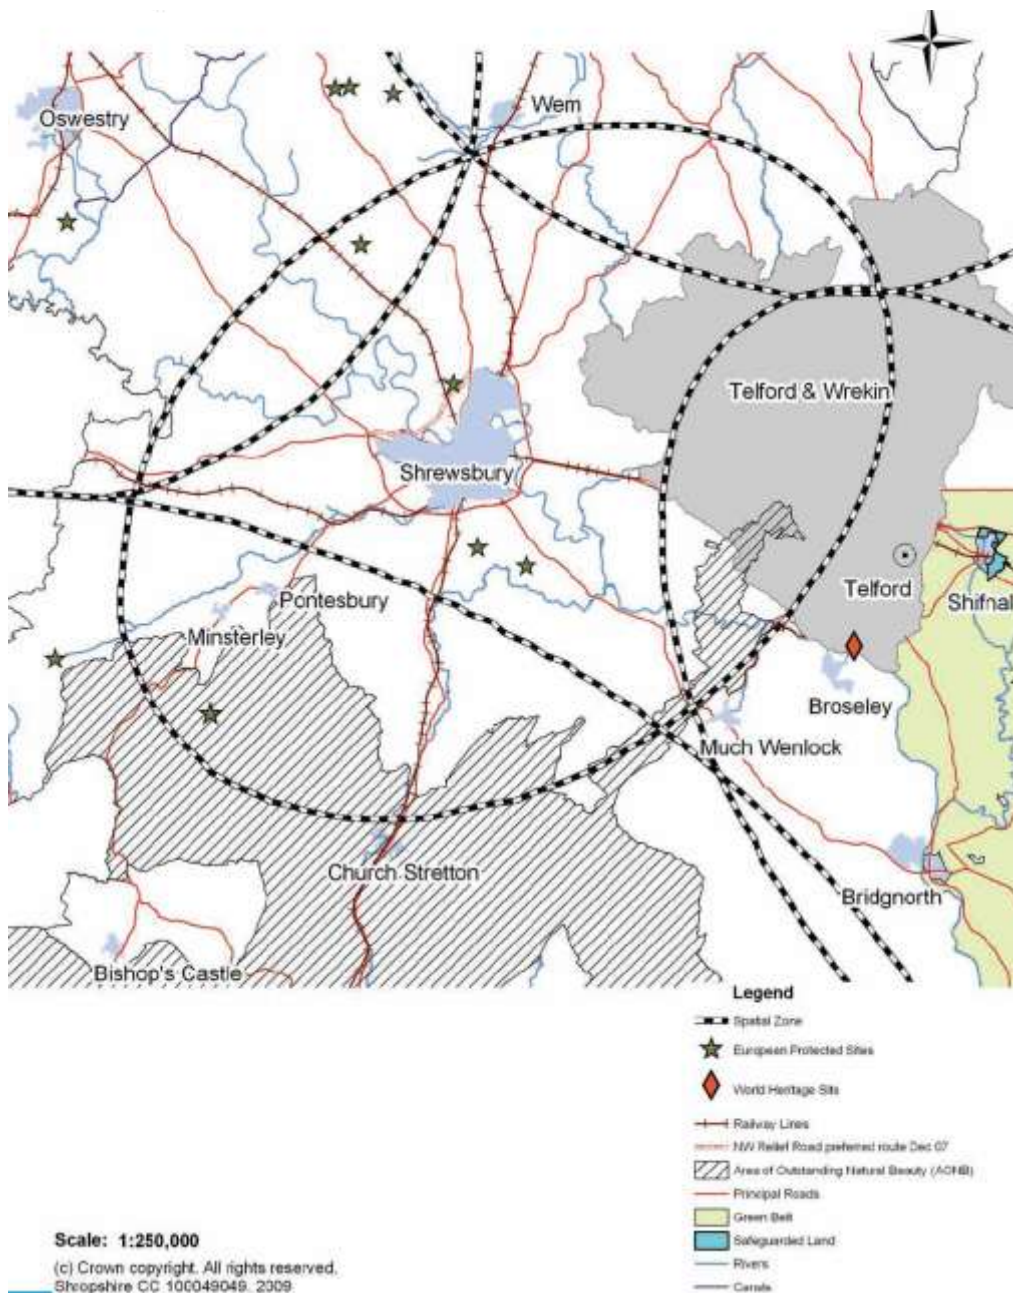 Wem
Oswestry
Telford & Wrekin
Shrewsbury
Pontesbury
Telford
Shifnal
Minsterley
Broseley
Much Wenlock
Church Stretton
Bridgnorth
Bishop's Castle
Legend
Spatial Zone
European Protected Sites
World Heritage Site
Railway Lines
NW Relief Road preferred route Dec 07
Area of Outstanding Natural Beauty (AONB)
Principal Roads
Green Belt
Safeguarded Land
Rivers
Canals
Scale: 1:250,000
(c) Crown copyright. All rights reserved.
Shropshire CC 100049049. 2009